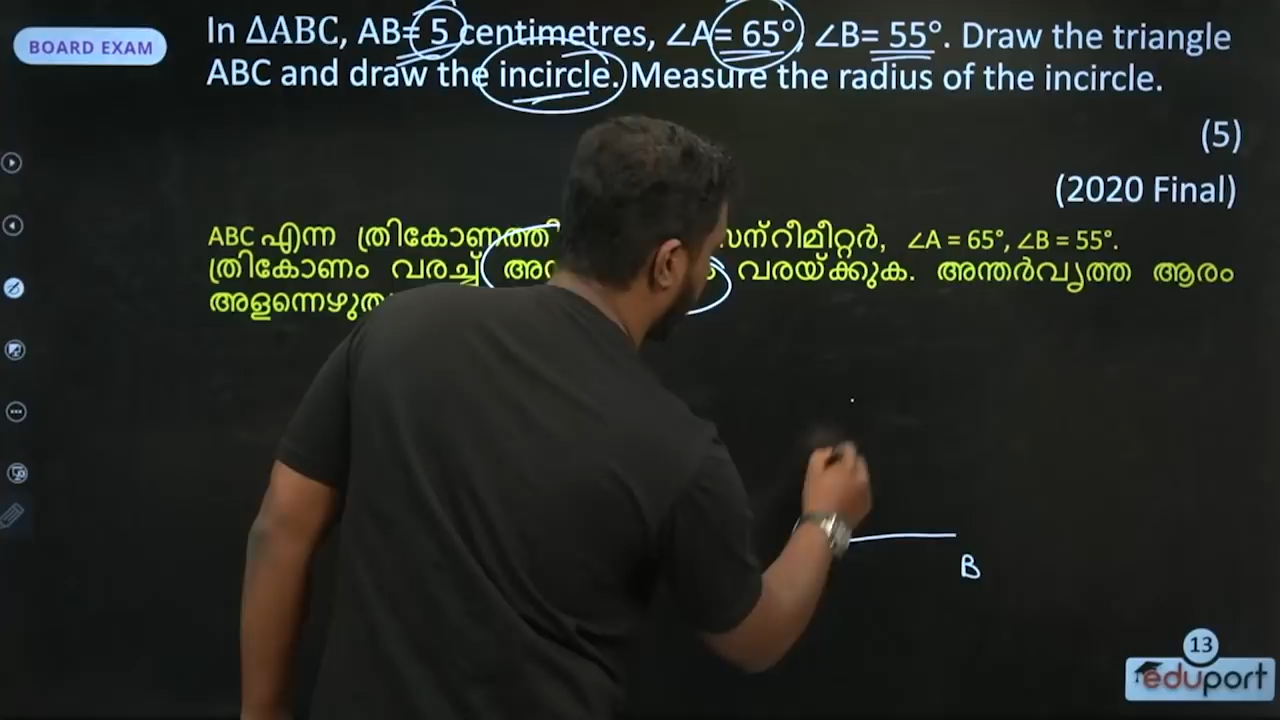 BOARD EXAM
In ΔABC, AB= 5 centimetres, ∠A= 65°, ∠B= 55°. Draw the triangle
ABC and draw the incircle. Measure the radius of the incircle.
(5)
(2020 Final)
ABC എന്ന ത്രികോണത്തി സന്റീമീറ്റർ, ∠A = 65°, ∠B = 55°.
ത്രികോണം വരച്ച് വരയ്ക്കുക. അന്തർവൃത്ത ആരം
B
13
eduport